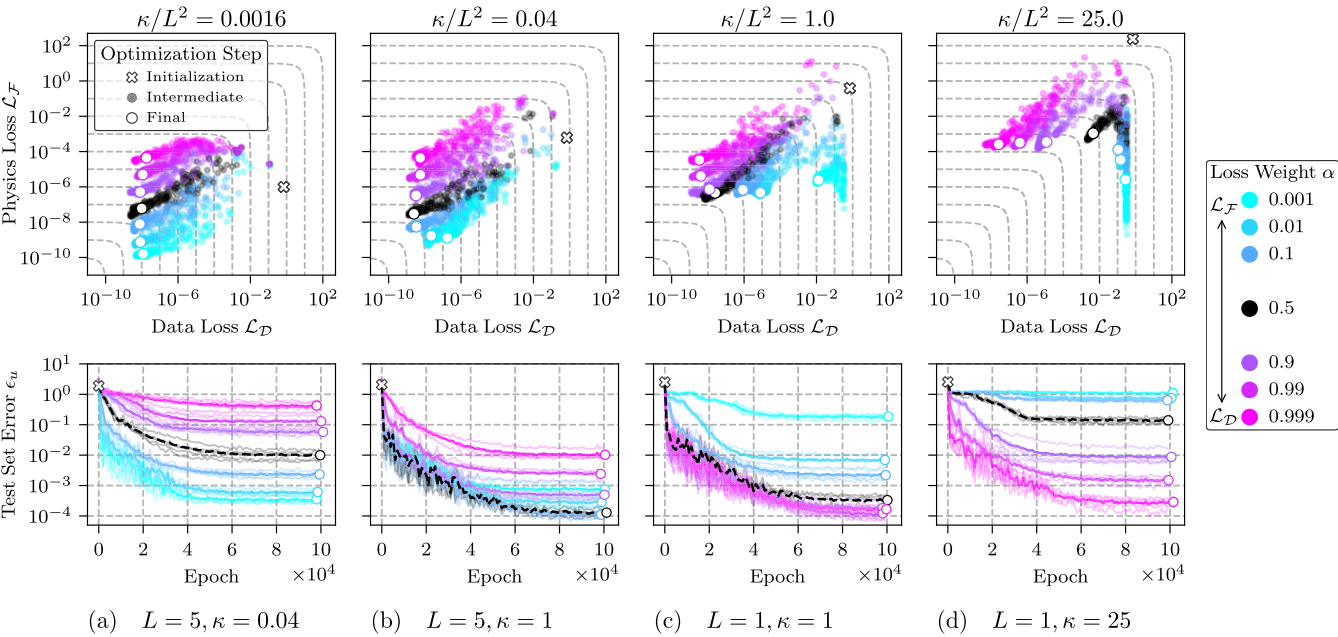 κ/L² = 0.0016
κ/L² = 0.04
κ/L² = 1.0
κ/L² = 25.0
Physics Loss ℒ_ℱ
10²
10⁰
10⁻²
10⁻⁴
10⁻⁶
10⁻⁸
10⁻¹⁰
Optimization Step
Initialization
Intermediate
Final
10⁻¹⁰ 10⁻⁶ 10⁻² 10²
10⁻¹⁰ 10⁻⁶ 10⁻² 10²
10⁻¹⁰ 10⁻⁶ 10⁻² 10²
10⁻¹⁰ 10⁻⁶ 10⁻² 10²
Data Loss ℒ_𝒟
Data Loss ℒ_𝒟
Data Loss ℒ_𝒟
Data Loss ℒ_𝒟
Loss Weight α
ℒ_ℱ
0.001
0.01
0.1
0.5
0.9
0.99
ℒ_𝒟
0.999
Test Set Error ϵ_u
10¹
10⁰
10⁻¹
10⁻²
10⁻³
10⁻⁴
0 2 4 6 8 10
0 2 4 6 8 10
0 2 4 6 8 10
0 2 4 6 8 10
Epoch ×10⁴
Epoch ×10⁴
Epoch ×10⁴
Epoch ×10⁴
(a) L = 5, κ = 0.04
(b) L = 5, κ = 1
(c) L = 1, κ = 1
(d) L = 1, κ = 25